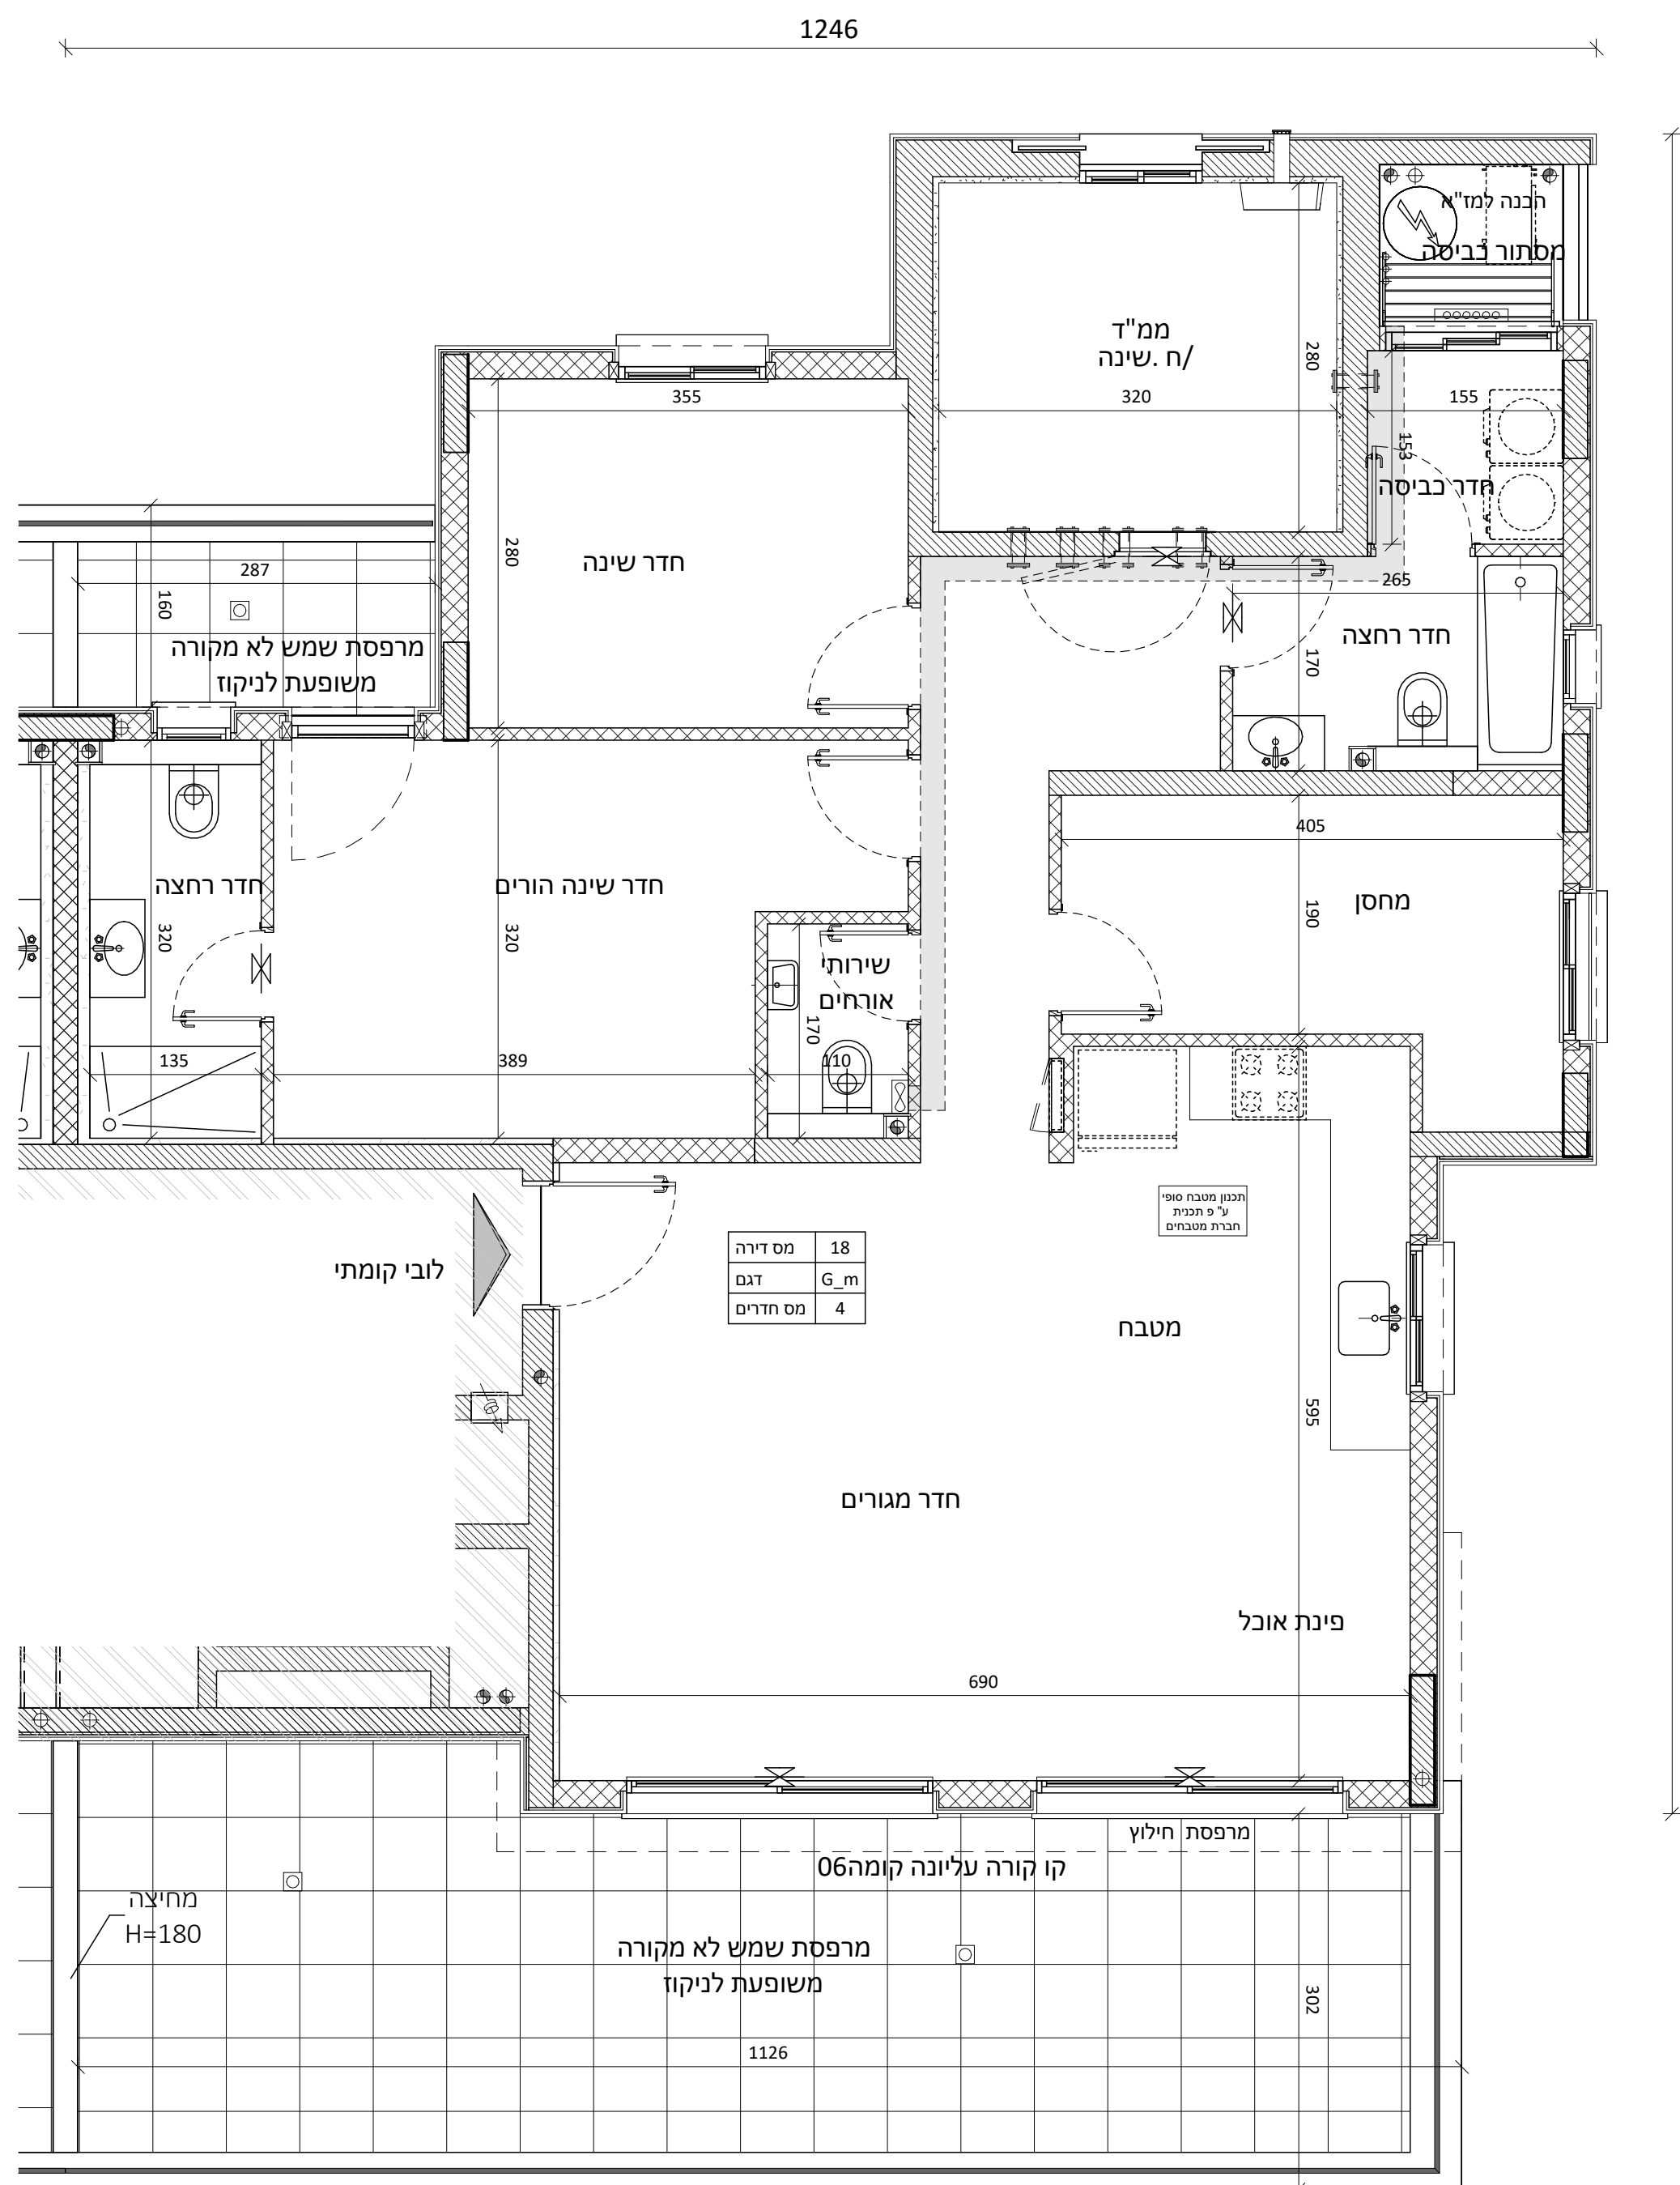 1246
הכנה למז"א
מסתור כביסה
ממ"ד
/ח .שינה
280
355
320
155
153
חדר כביסה
280
חדר שינה
287
160
265
מרפסת שמש לא מקורה
משופעת לניקוז
חדר רחצה
170
405
חדר רחצה
חדר שינה הורים
מחסן
190
320
320
שירותי
אורחים
170
135
389
110
תכנון מטבח סופי
ע" פ תכנית
חברת מטבחים
מס דירה 18
דגם G_m
מס חדרים 4
לובי קומתי
מטבח
595
חדר מגורים
פינת אוכל
690
מרפסת חילוץ
קו קורה עליונה קומה06
מחיצה
H=180
מרפסת שמש לא מקורה
משופעת לניקוז
302
1126